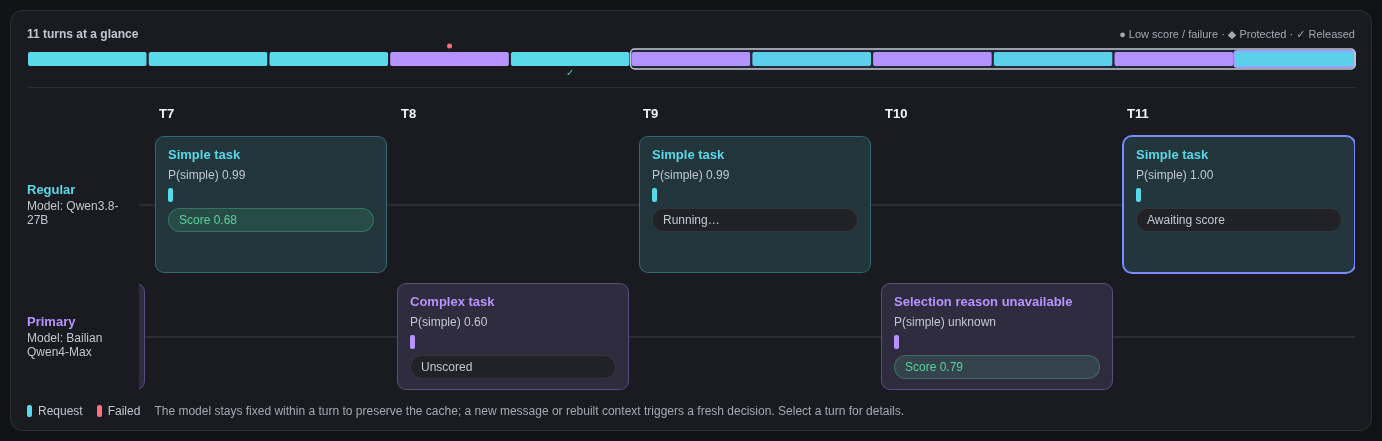 11 turns at a glance
● Low score / failure · ◆ Protected · ✓ Released
✓
T7
T8
T9
T10
T11
Regular
Model: Qwen3.8-
27B
Simple task
P(simple) 0.99
Score 0.68
Simple task
P(simple) 0.99
Running…
Simple task
P(simple) 1.00
Awaiting score
Primary
Model: Bailian
Qwen4-Max
Complex task
P(simple) 0.60
Unscored
Selection reason unavailable
P(simple) unknown
Score 0.79
Request
Failed
The model stays fixed within a turn to preserve the cache; a new message or rebuilt context triggers a fresh decision. Select a turn for details.